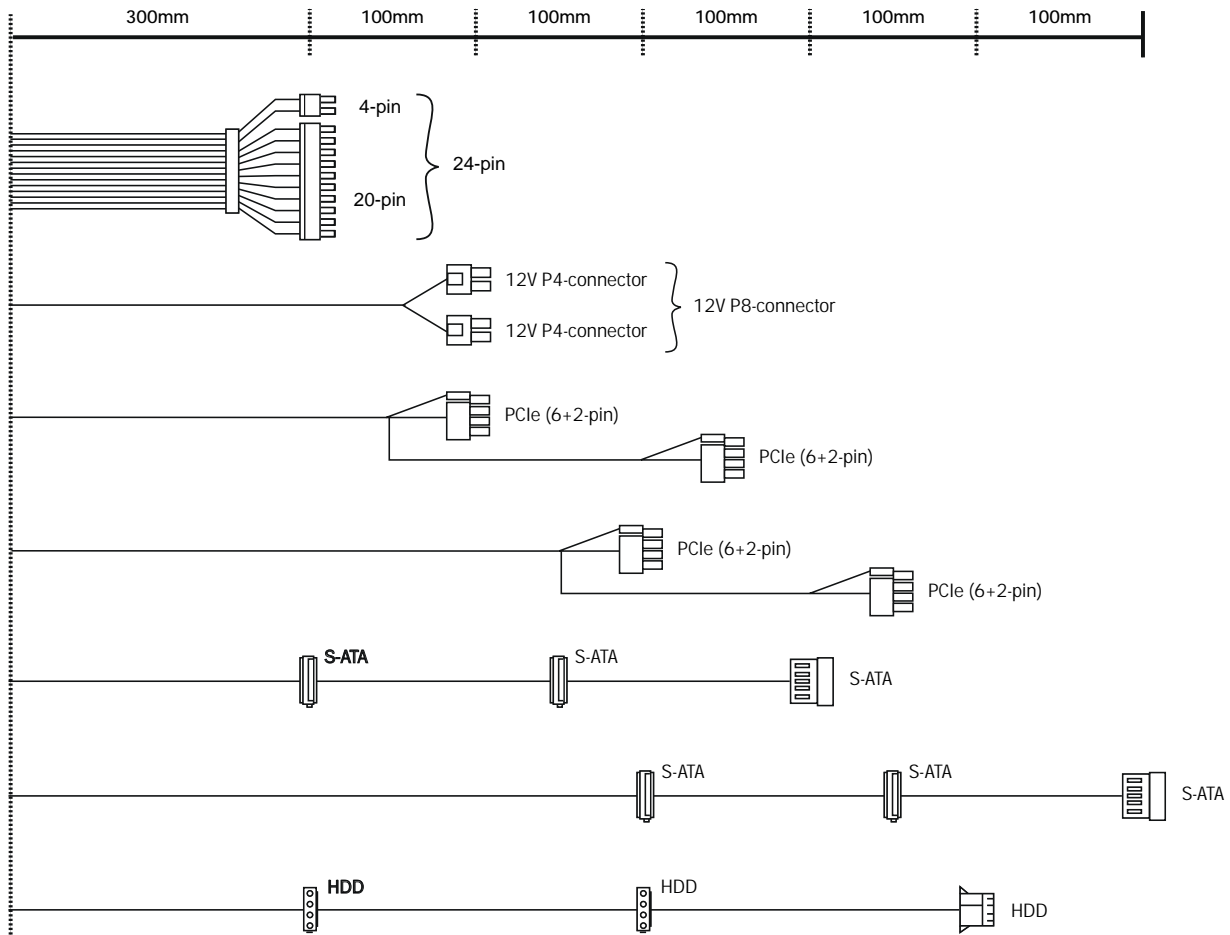 300mm 100mm 100mm 100mm 100mm 100mm
4-pin
24-pin
20-pin
12V P4-connector
12V P8-connector
12V P4-connector
PCIe (6+2-pin)
PCIe (6+2-pin)
PCIe (6+2-pin)
PCIe (6+2-pin)
S-ATA S-ATA
S-ATA
S-ATA S-ATA
S-ATA
HDD HDD
HDD